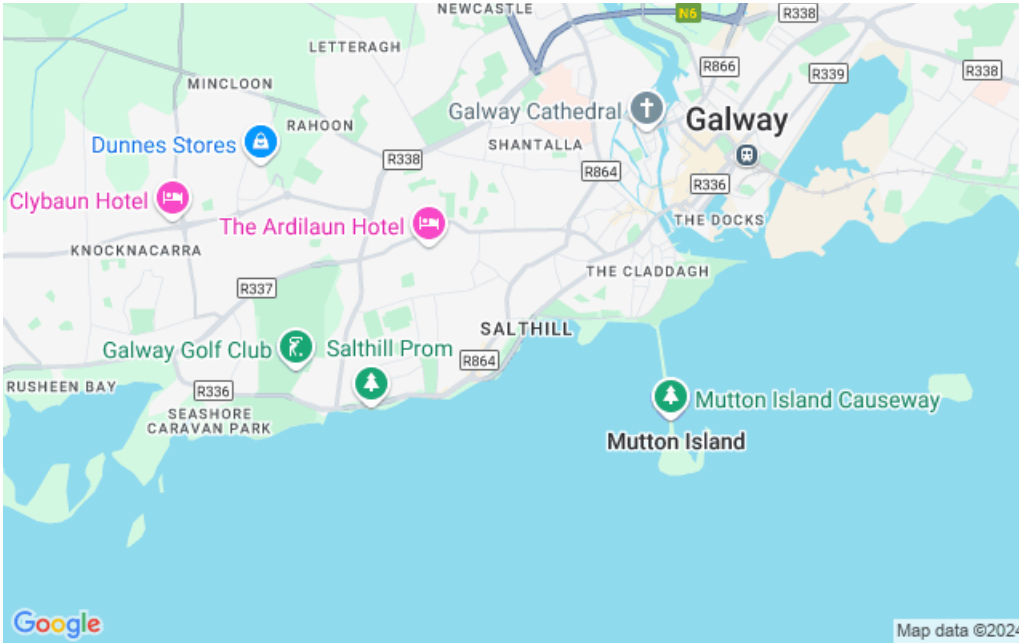 NEWCASTLE
N6
R338
LETTERAGH
R866
R339
R338
MINCLOON
Galway Cathedral
Galway
RAHOON
Dunnes Stores
SHANTALLA
R338
R864
R336
Clybaun Hotel
The Ardilaun Hotel
THE DOCKS
KNOCKNACARRA
THE CLADDAGH
R337
SALTHILL
Galway Golf Club
Salthill Prom
R864
RUSHEEN BAY
R336
SEASHORE
CARAVAN PARK
Mutton Island Causeway
Mutton Island
Google
Map data ©2024